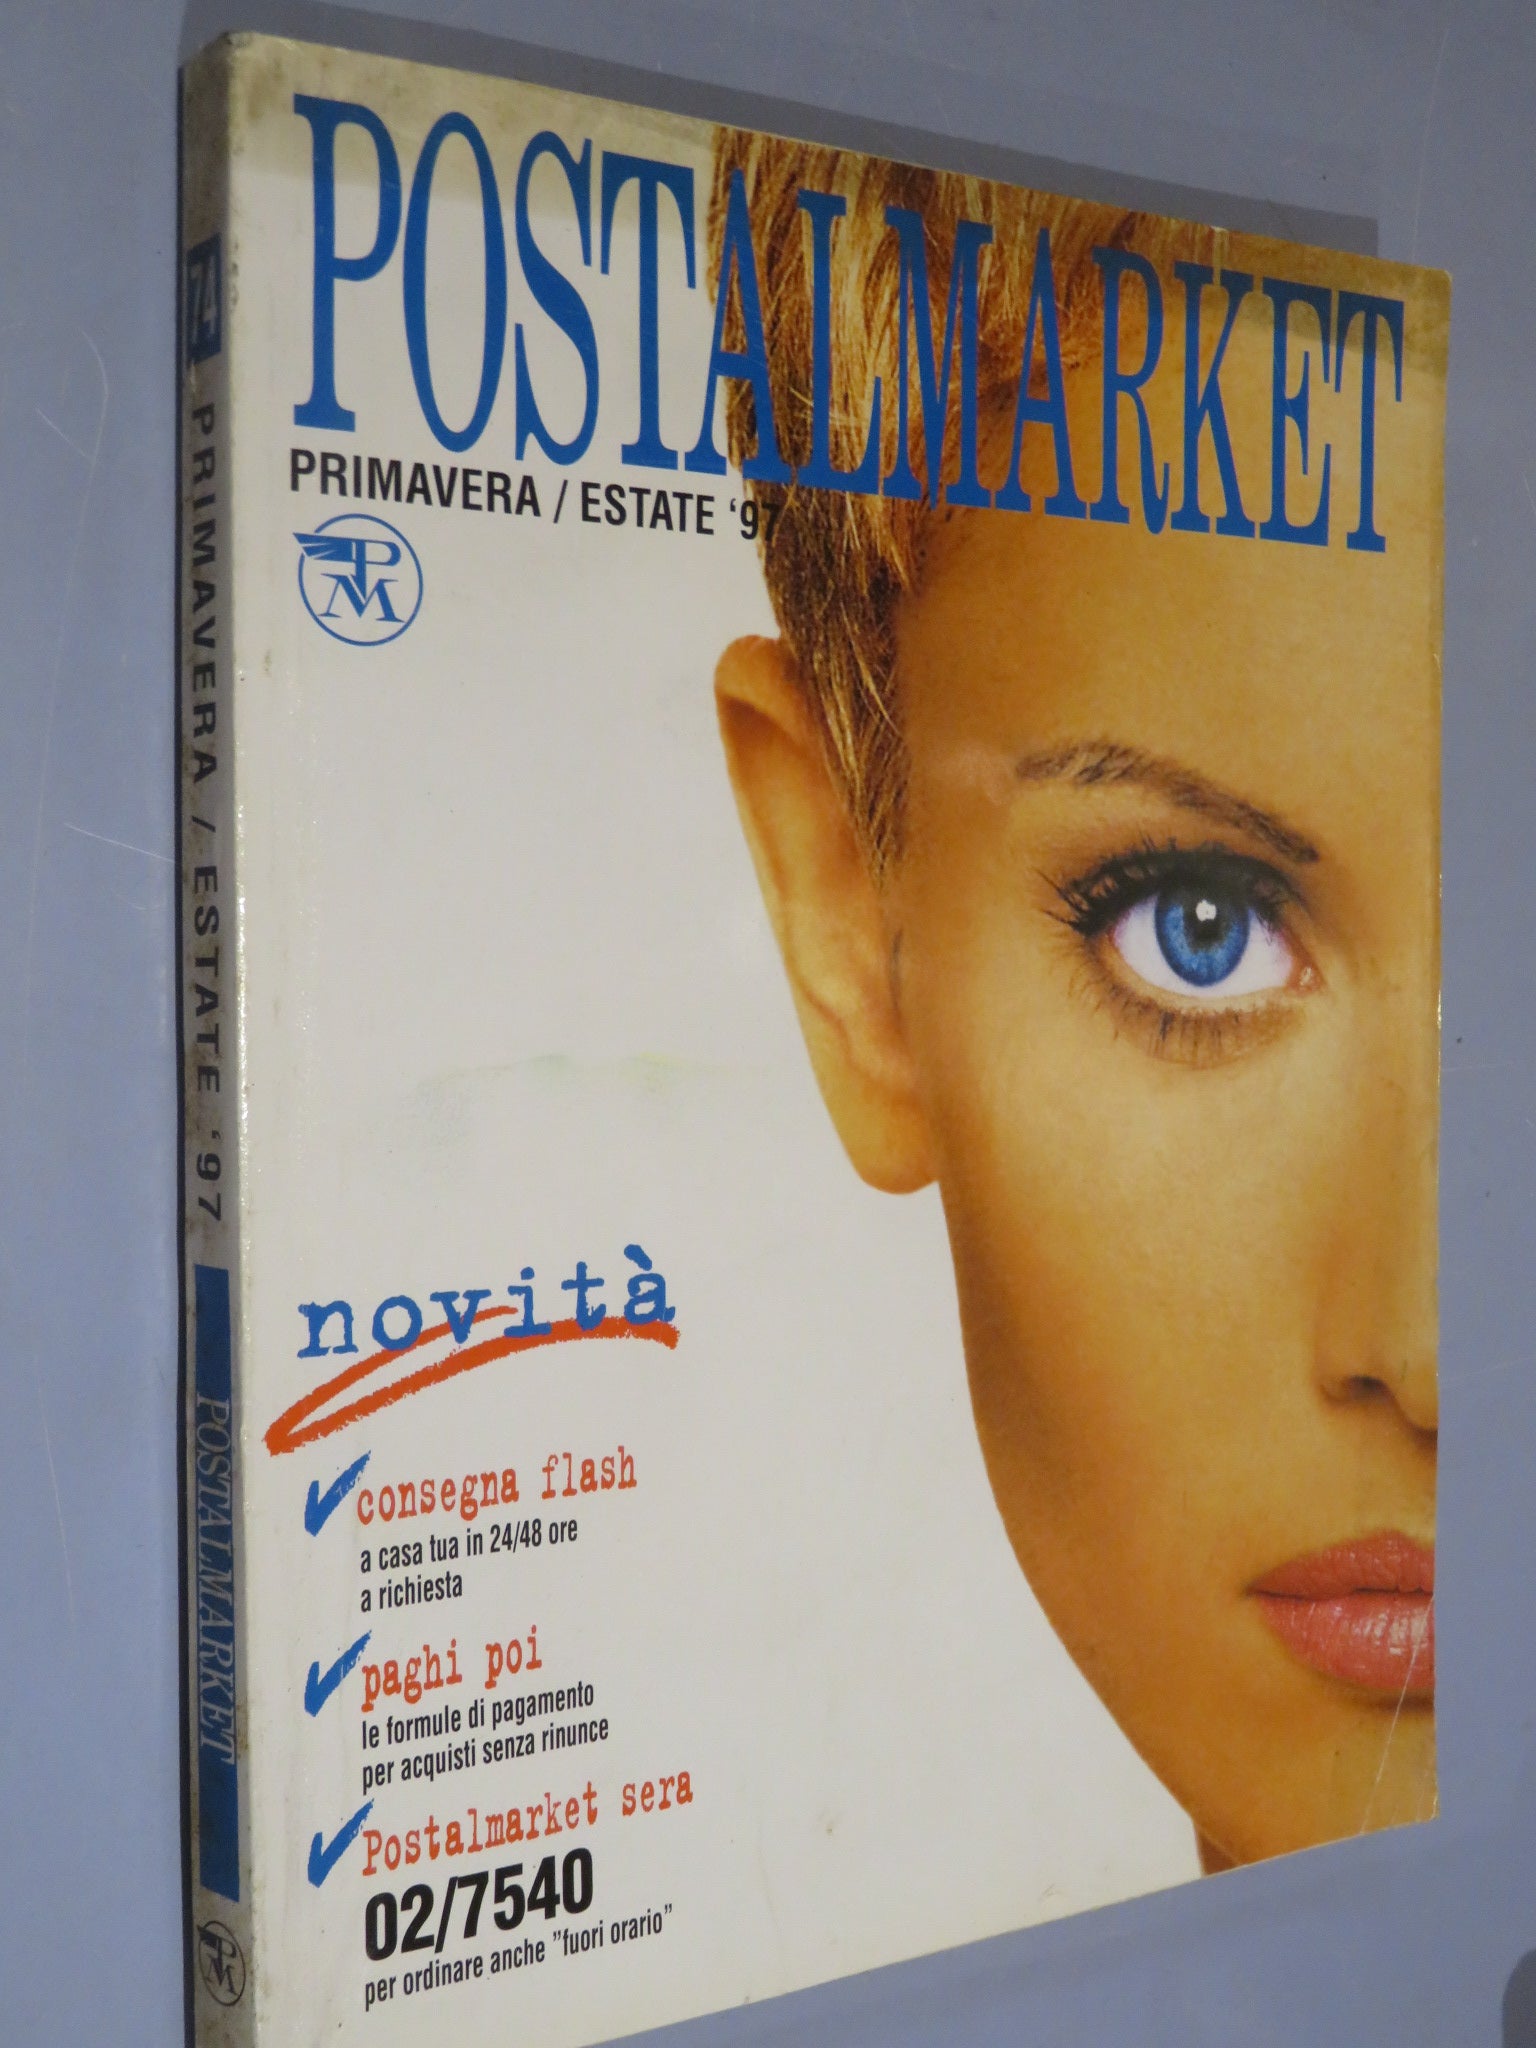 POSTALMARKET
PRIMAVERA / ESTATE ‘97
PM
novità
consegna flash
a casa tua in 24/48 ore
a richiesta
paghi poi
le formule di pagamento
per acquisti senza rinunce
Postalmarket sera
02/7540
per ordinare anche ”fuori orario”
74
PRIMAVERA / ESTATE ‘97
POSTALMARKET
PM